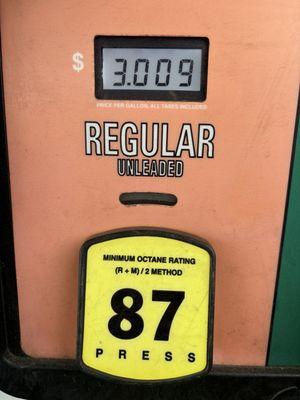 $ 3.009
PRICE PER GALLON, ALL TAXES INCLUDED
REGULAR
UNLEADED
MINIMUM OCTANE RATING
(R + M) / 2 METHOD
87
PRESS